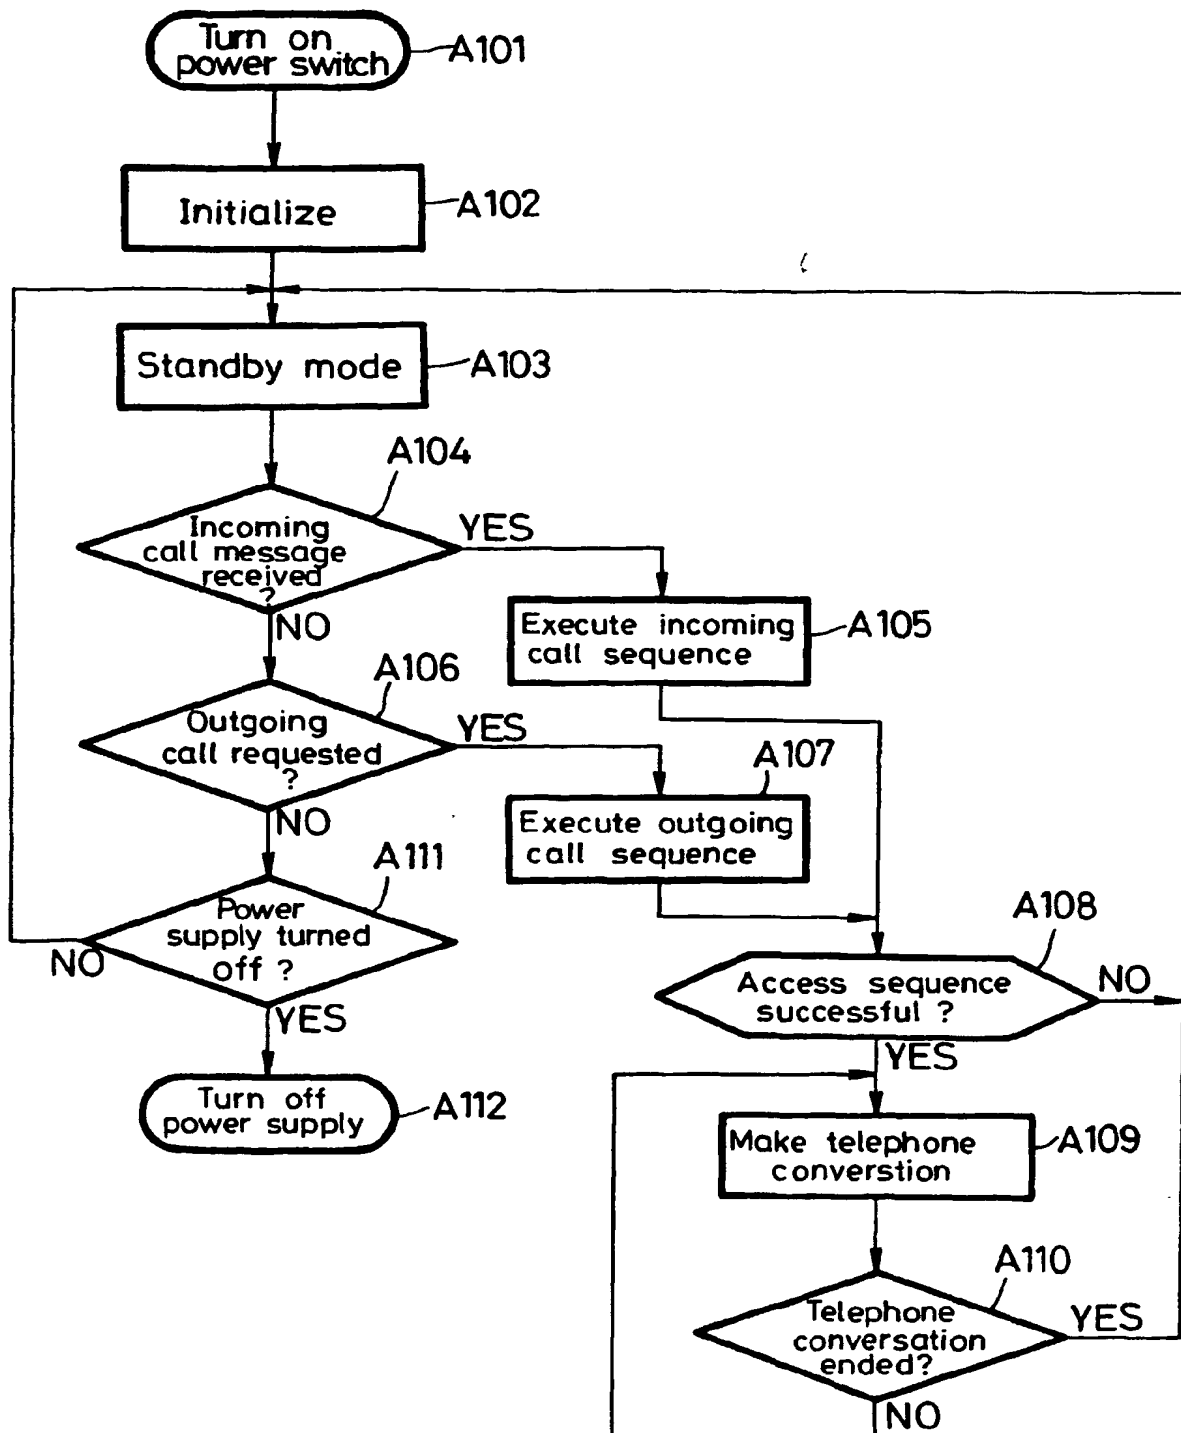 Turn on
power switch
A101
Initialize
A102
Standby mode
A103
A104
Incoming
call message
received
?
YES
NO
Execute incoming
call sequence
A105
A106
Outgoing
call requested
?
YES
NO
A107
Execute outgoing
call sequence
A111
Power
supply turned
off ?
NO
YES
A108
Access sequence
successful ?
NO
YES
Turn off
power supply
A112
Make telephone
converstion
A109
A110
Telephone
conversation
ended?
YES
NO